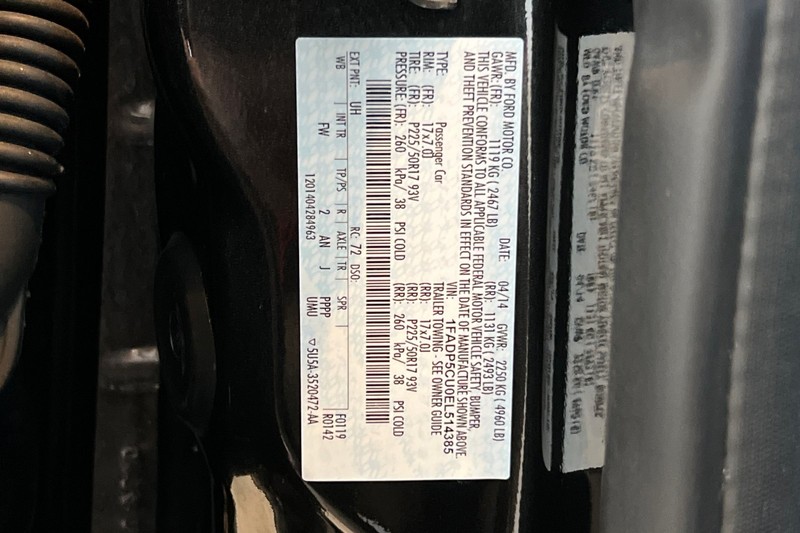 MFD. BY FORD MOTOR CO.
DATE: 04/14 GVWR: 2250 KG ( 4960 LB)
GAWR: (FR): 1119 KG ( 2467 LB) (RR): 1131 KG ( 2493 LB)
THIS VEHICLE CONFORMS TO ALL APPLICABLE FEDERAL MOTOR VEHICLE SAFETY, BUMPER,
AND THEFT PREVENTION STANDARDS IN EFFECT ON THE DATE OF MANUFACTURE SHOWN ABOVE.
VIN: 1FADP5CU0EL514385
TYPE: Passenger Car TRAILER TOWING - SEE OWNER GUIDE
RIM: (FR): 17x7.0J (RR): 17x7.0J
TIRE: (FR): P225/50R17 93V (RR): P225/50R17 93V
PRESSURE: (FR): 260 kPa/ 38 PSI COLD (RR): 260 kPa/ 38 PSI COLD
EXT PNT: UH RC: 72 DSO: F0119
WB INT TR TP/PS R AXLE TR SPR R0142
FW 2 AN J PPPP UMU
1201404284963 ▽5U5A-3520472-AA